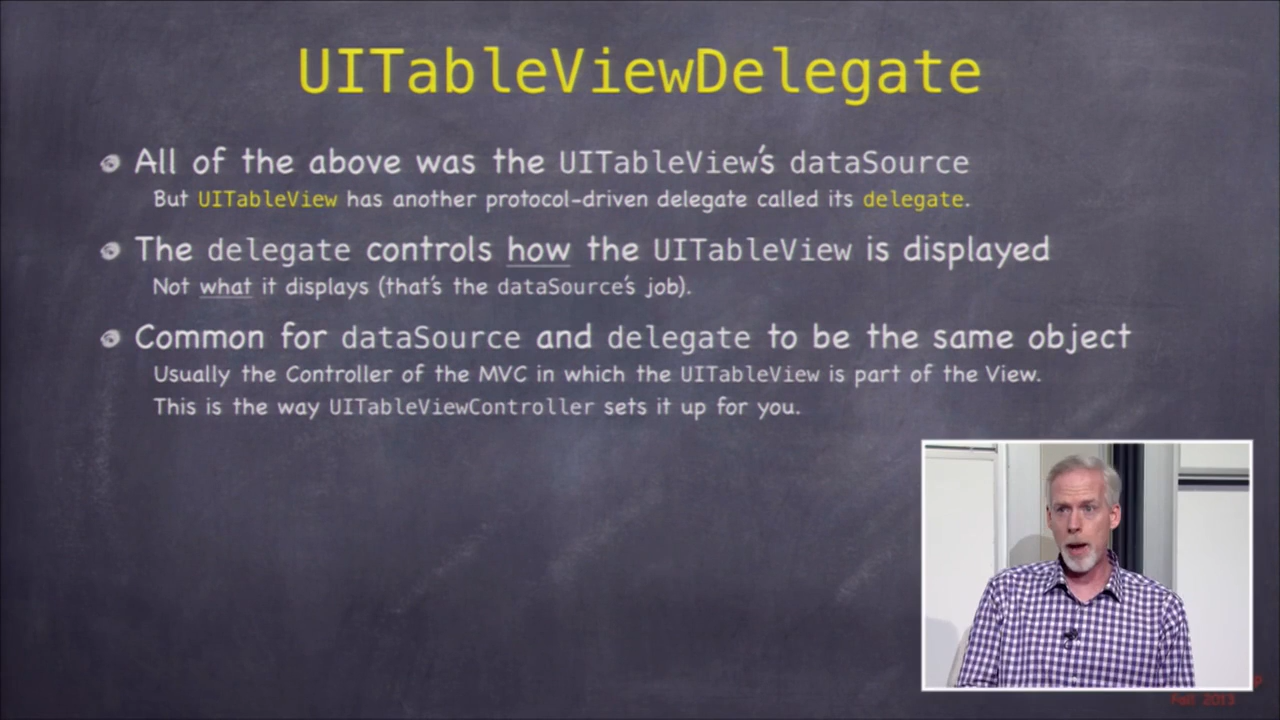 UITableViewDelegate
All of the above was the UITableView's dataSource
But UITableView has another protocol-driven delegate called its delegate.
The delegate controls how the UITableView is displayed
Not what it displays (that's the dataSource's job).
Common for dataSource and delegate to be the same object
Usually the Controller of the MVC in which the UITableView is part of the View.
This is the way UITableViewController sets it up for you.
Fall 2013